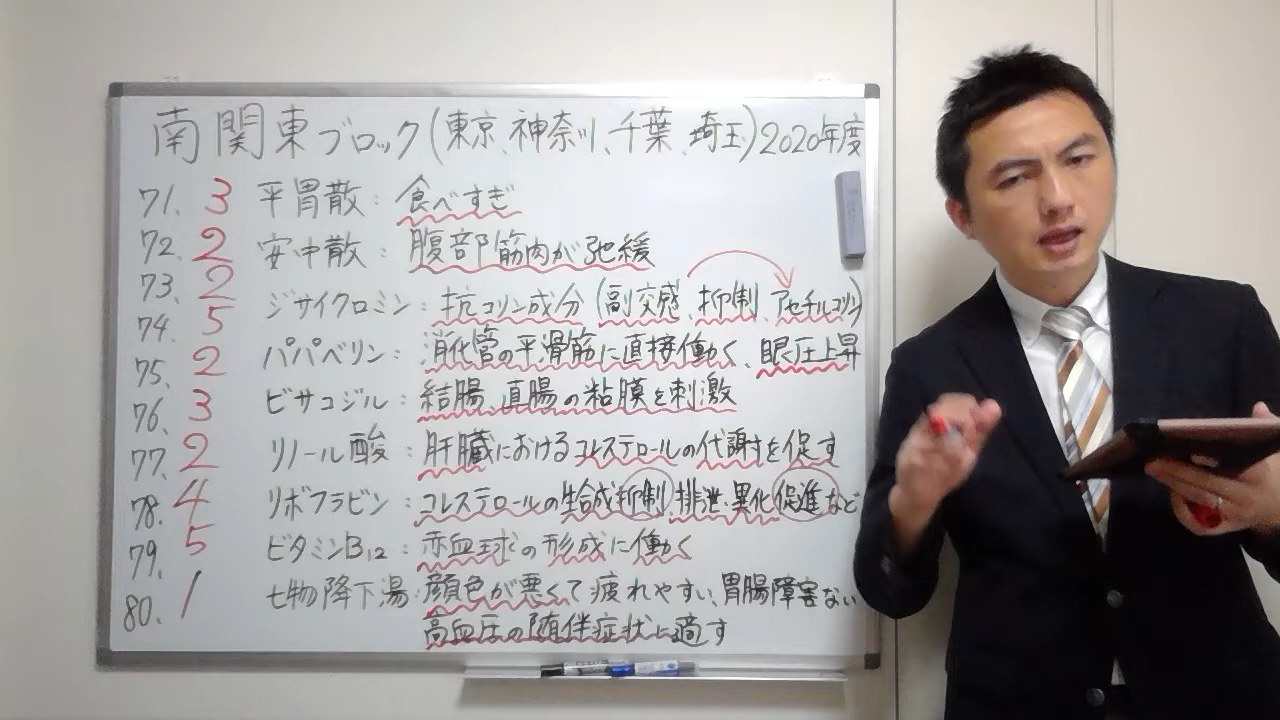 南関東ブロック(東京、神奈川、千葉、埼玉)2020年度
71. 3 平胃散：食べすぎ
72. 2 安中散：腹部筋肉が弛緩
73. 2 ジサイクロミン：抗コリン成分(副交感、抑制、アセチルコリン)
74. 5 パパベリン：消化管の平滑筋に直接働く、眼圧上昇
75. 2 ビサコジル：結腸、直腸の粘膜を刺激
76. 3 リノール酸：肝臓におけるコレステロールの代謝を促す
77. 2 リボフラビン：コレステロールの生合成抑制、排泄・異化促進など
78. 4 ビタミンB12：赤血球の形成に働く
79. 5 七物降下湯：顔色が悪くて疲れやすい、胃腸障害ない
80. 1 高血圧の随伴症状に適す